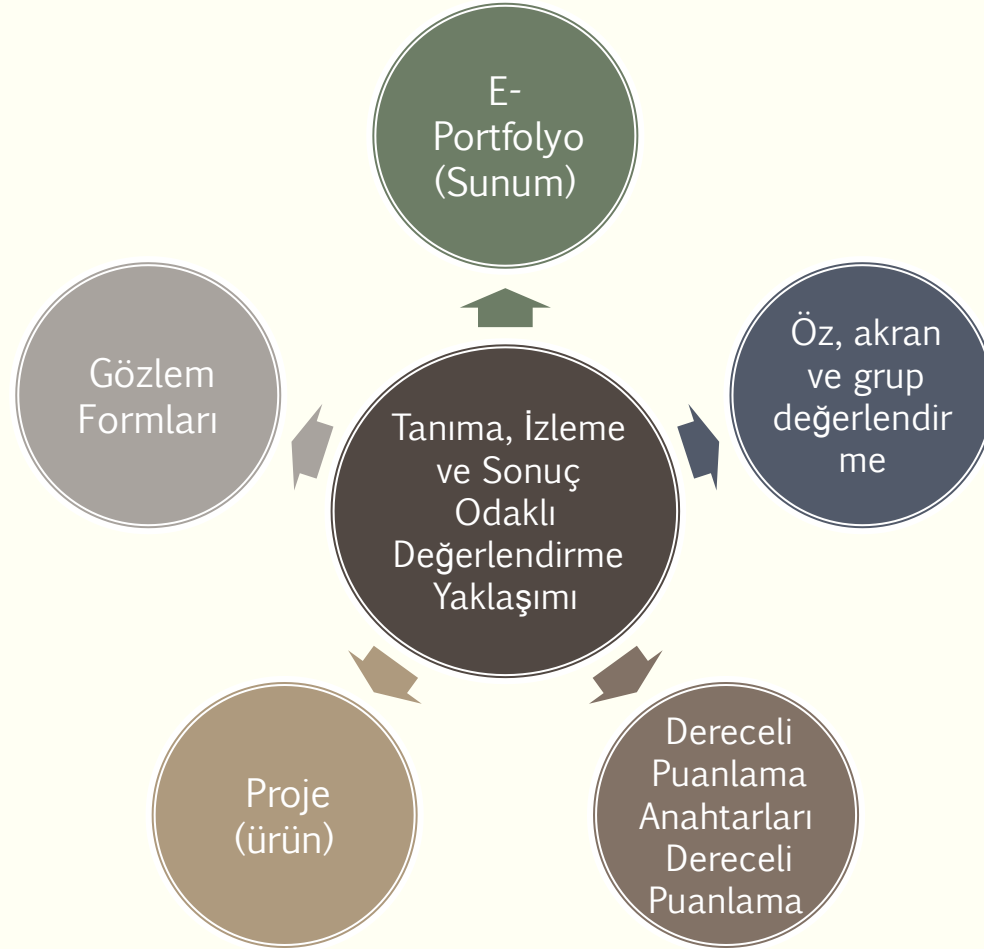 E-
Portfolyo
(Sunum)
Öz, akran
ve grup
değerlendir
me
Gözlem
Formları
Tanıma, İzleme
ve Sonuç
Odaklı
Değerlendirme
Yaklaşımı
Dereceli
Puanlama
Anahtarları
Dereceli
Puanlama
Proje
(ürün)